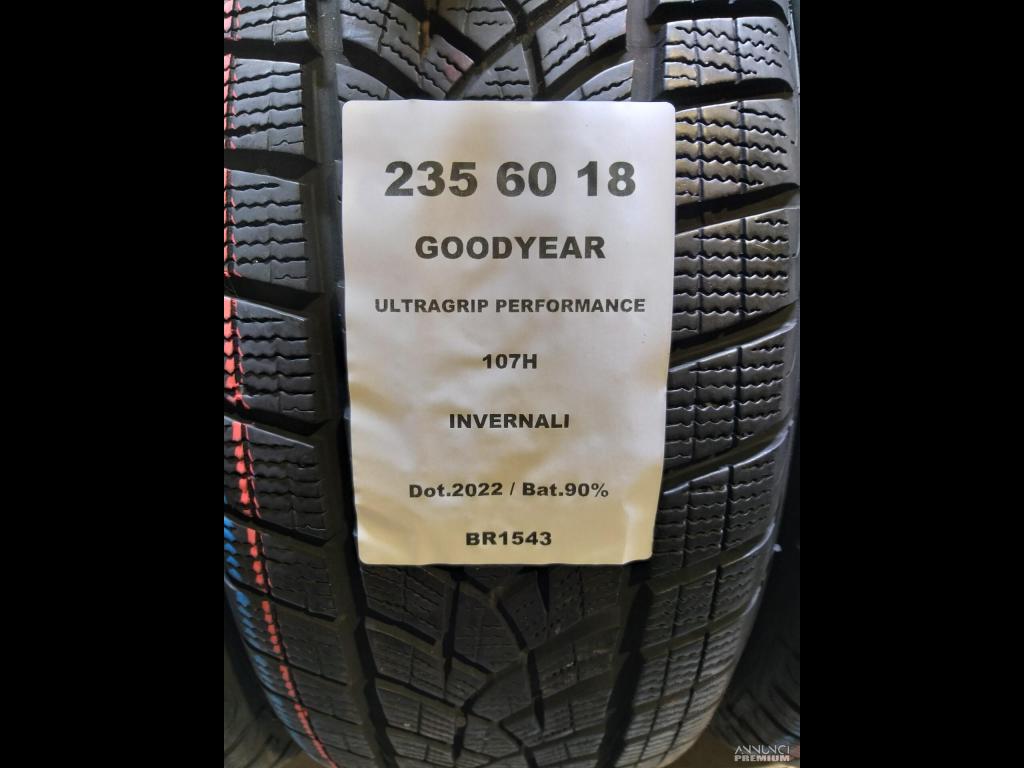 235 60 18
GOODYEAR
ULTRAGRIP PERFORMANCE
107H
INVERNALI
Dot.2022 / Bat.90%
BR1543
ANNUNCI
PREMIUM